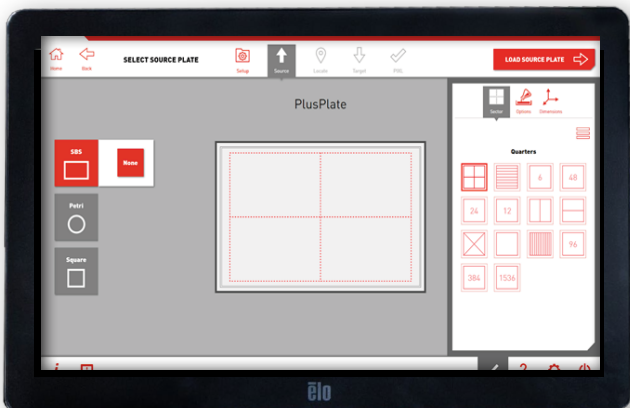 SELECT SOURCE PLATE
Home
Back
Setup
Source
Locate
Target
PIXL
LOAD SOURCE PLATE
PlusPlate
Sector
Options
Dimensions
SBS
None
Quarters
6
48
24
12
Petri
96
Square
384
1536
i
?
ēlo